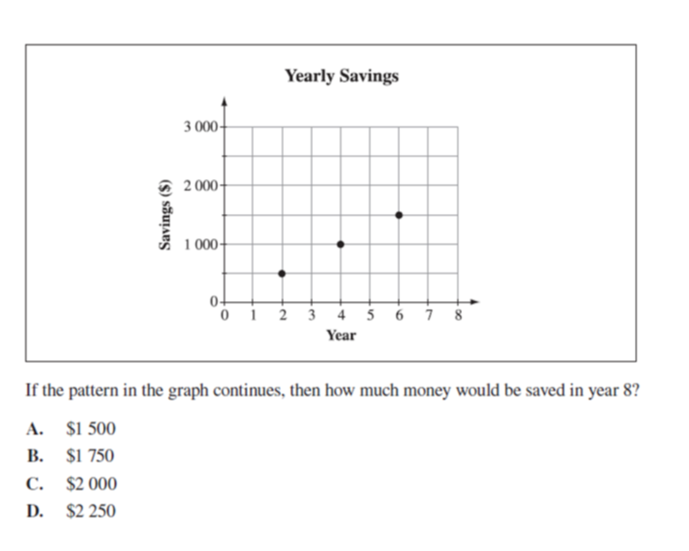 Yearly Savings
3 000
2 000
1 000
0
Savings ($)
0 1 2 3 4 5 6 7 8
Year
If the pattern in the graph continues, then how much money would be saved in year 8?
A. $1 500
B. $1 750
C. $2 000
D. $2 250